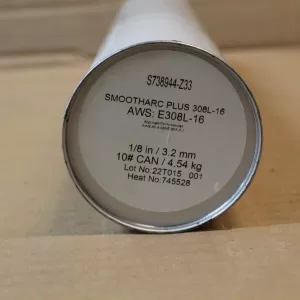 S738944-Z33
SMOOTHARC PLUS 308L-16
AWS: E308L-16
1/8 in / 3.2 mm
10# CAN / 4.54 kg
Lot No:22T015 001
Heat No:745528